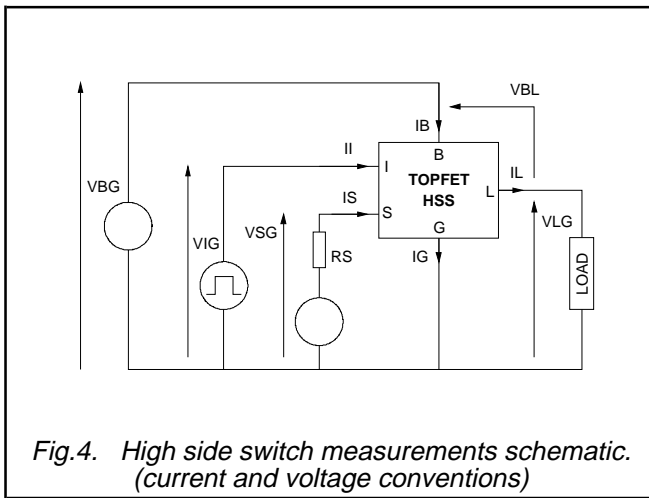 VBL
IB
B
II
I
TOPFET
HSS
IL
L
VBG
IS
S
VSG
VLG
VIG
RS
G
IG
LOAD
Fig.4. High side switch measurements schematic.
(current and voltage conventions)